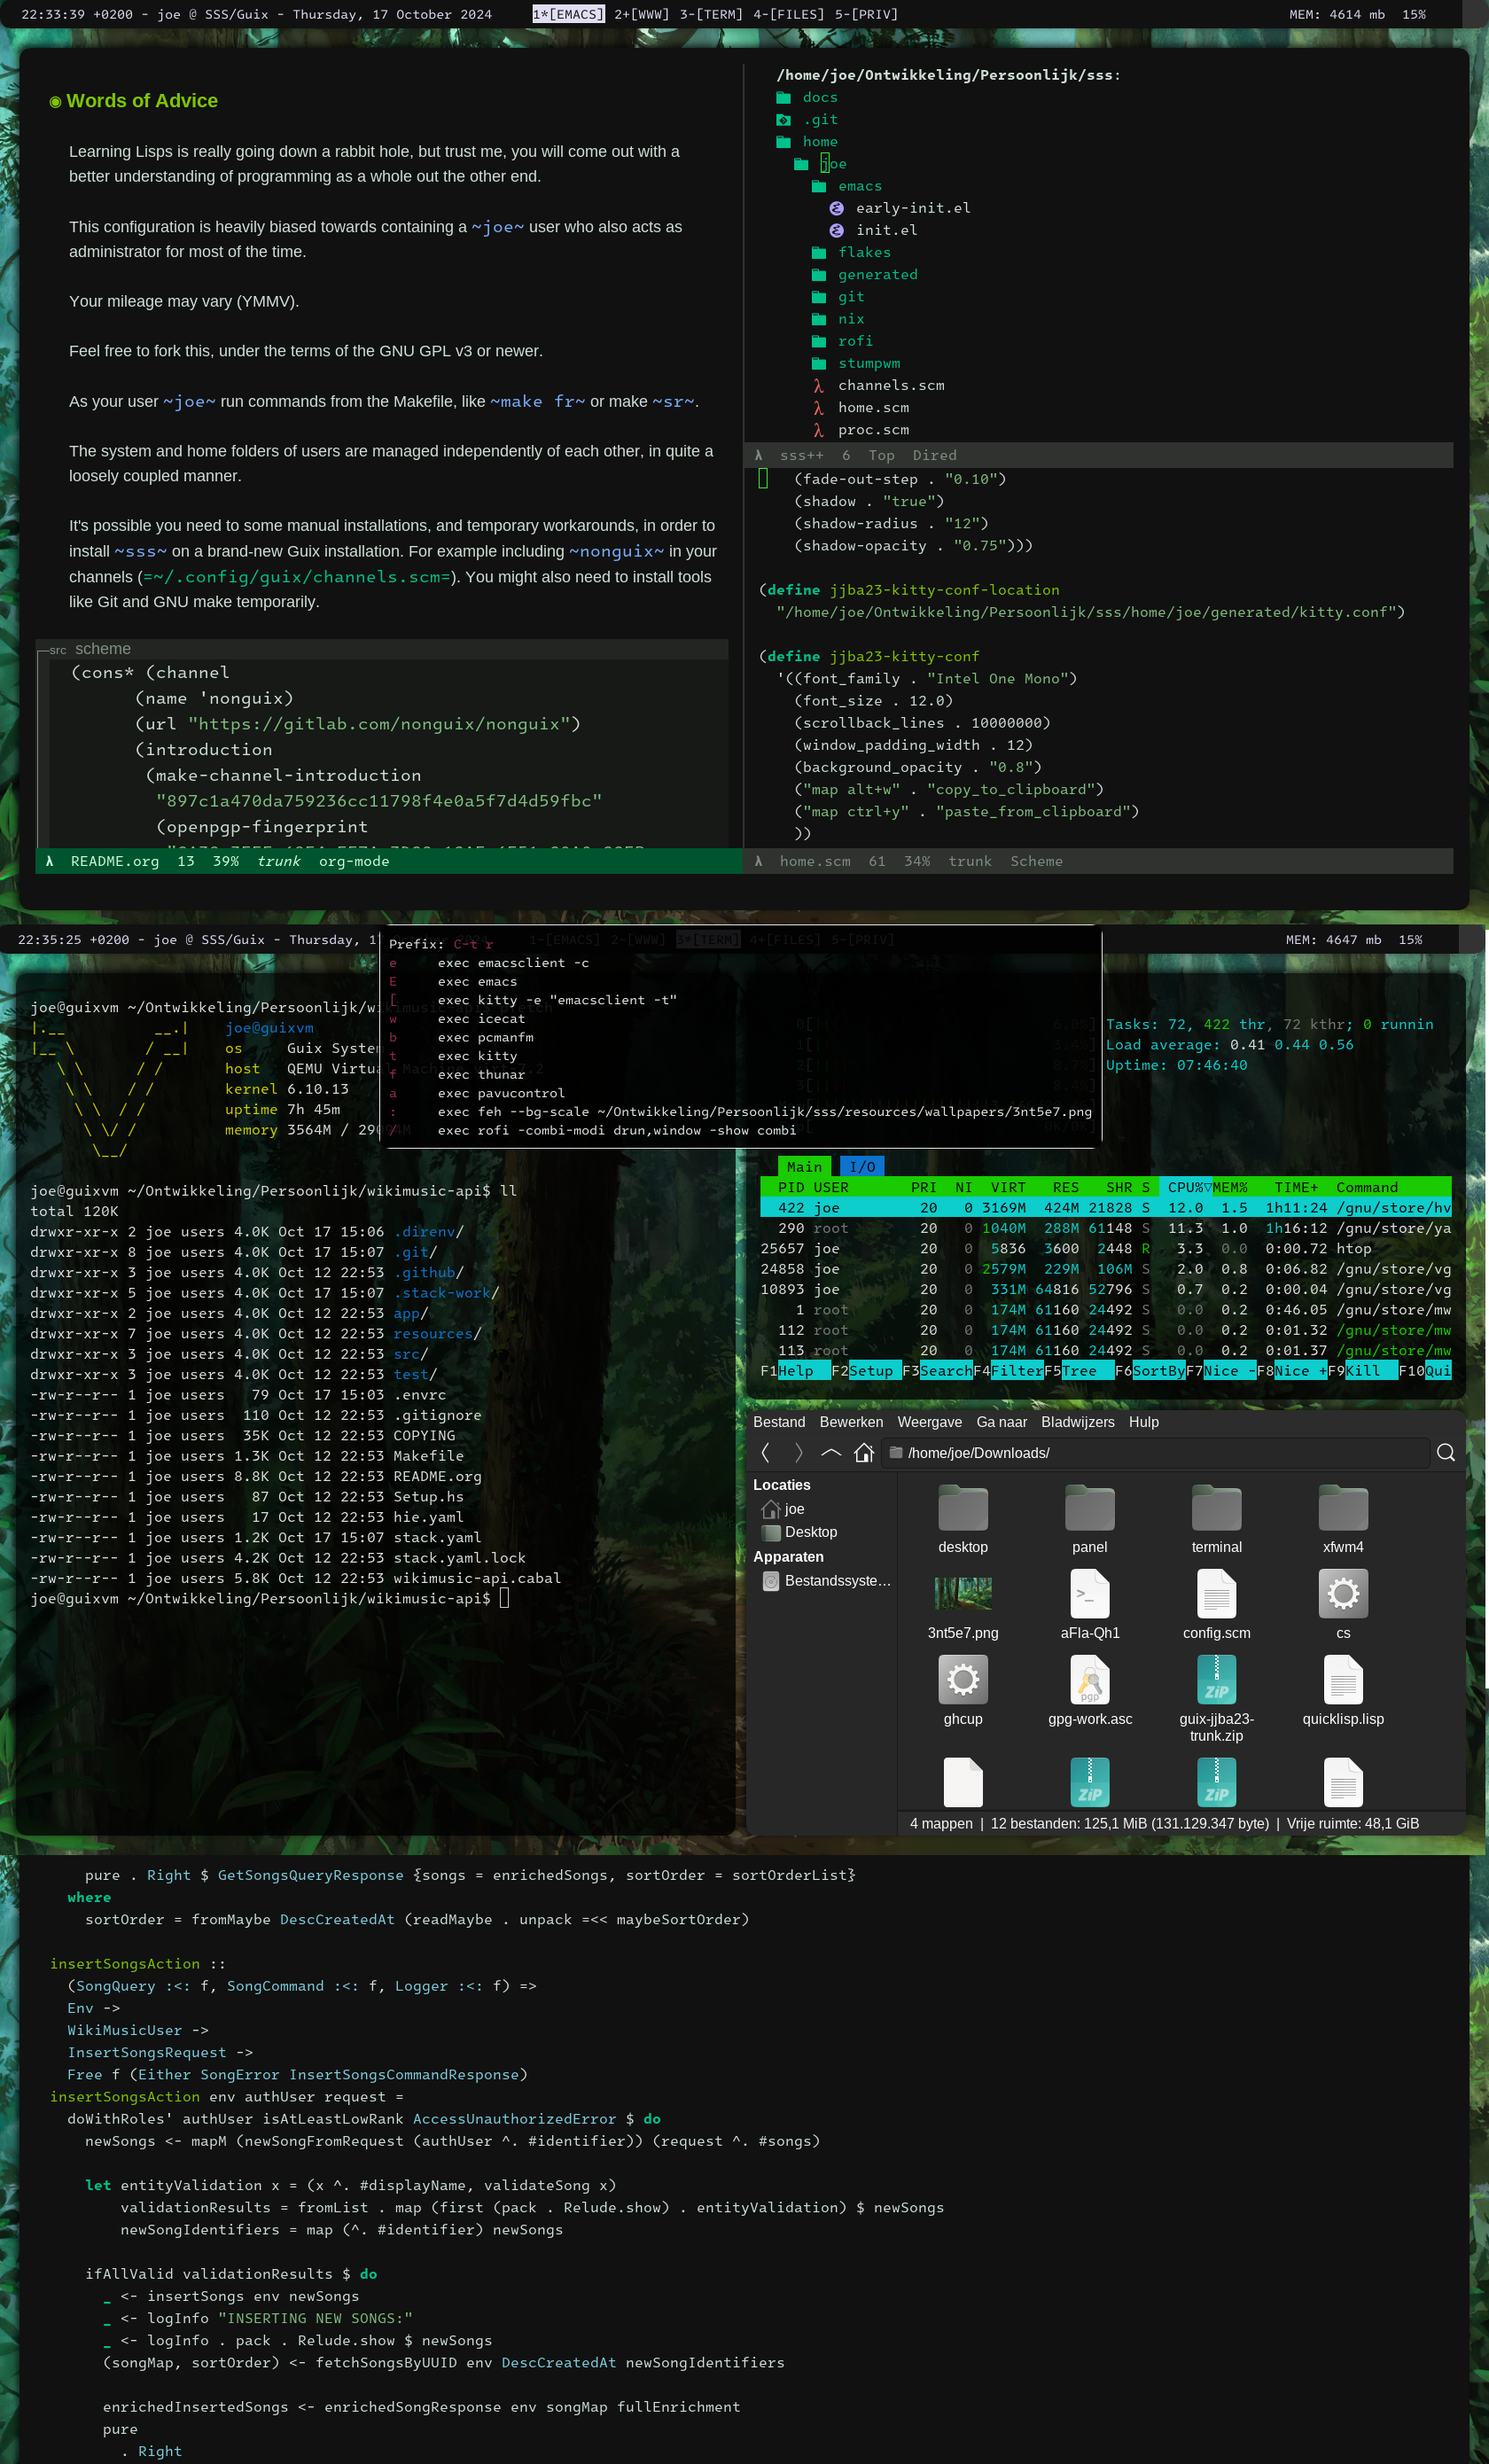 22:33:39 +0200 - joe @ SSS/Guix - Thursday, 17 October 2024 1*[EMACS] 2+[WWW] 3-[TERM] 4-[FILES] 5-[PRIV] MEM: 4614 mb 15%
◉ Words of Advice
Learning Lisps is really going down a rabbit hole, but trust me, you will come out with a
better understanding of programming as a whole out the other end.
This configuration is heavily biased towards containing a ~joe~ user who also acts as
administrator for most of the time.
Your mileage may vary (YMMV).
Feel free to fork this, under the terms of the GNU GPL v3 or newer.
As your user ~joe~ run commands from the Makefile, like ~make fr~ or make ~sr~.
The system and home folders of users are managed independently of each other, in quite a
loosely coupled manner.
It's possible you need to some manual installations, and temporary workarounds, in order to
install ~sss~ on a brand-new Guix installation. For example including ~nonguix~ in your
channels (=~/.config/guix/channels.scm=). You might also need to install tools
like Git and GNU make temporarily.
src scheme
(cons* (channel
(name 'nonguix)
(url "https://gitlab.com/nonguix/nonguix")
(introduction
(make-channel-introduction
"897c1a470da759236cc11798f4e0a5f7d4d59fbc"
(openpgp-fingerprint
λ README.org 13 39% trunk org-mode
/home/joe/Ontwikkeling/Persoonlijk/sss:
docs
.git
home
joe
emacs
early-init.el
init.el
flakes
generated
git
nix
rofi
stumpwm
λ channels.scm
λ home.scm
λ proc.scm
λ sss++ 6 Top Dired
(fade-out-step . "0.10")
(shadow . "true")
(shadow-radius . "12")
(shadow-opacity . "0.75")))
(define jjba23-kitty-conf-location
"/home/joe/Ontwikkeling/Persoonlijk/sss/home/joe/generated/kitty.conf")
(define jjba23-kitty-conf
'((font_family . "Intel One Mono")
(font_size . 12.0)
(scrollback_lines . 10000000)
(window_padding_width . 12)
(background_opacity . "0.8")
("map alt+w" . "copy_to_clipboard")
("map ctrl+y" . "paste_from_clipboard")
))
λ home.scm 61 34% trunk Scheme
22:35:25 +0200 - joe @ SSS/Guix - Thursday, 1 1-[EMACS] 2-[WWW] 3*[TERM] 4+[FILES] 5-[PRIV] MEM: 4647 mb 15%
Prefix: C-t r
e exec emacsclient -c
E exec emacs
[ exec kitty -e "emacsclient -t"
w exec icecat
b exec pcmanfm
t exec kitty
f exec thunar
a exec pavucontrol
: exec feh --bg-scale ~/Ontwikkeling/Persoonlijk/sss/resources/wallpapers/3nt5e7.png
/ exec rofi -combi-modi drun,window -show combi
joe@guixvm ~/Ontwikkeling/Persoonlijk/wikimusic-api$
|.__          __.|    joe@guixvm
|__ \        / __|    os     Guix System
   \ \      / /       host   QEMU Virtual Machine
    \ \    / /        kernel 6.10.13
     \ \  / /         uptime 7h 45m
      \ \/ /          memory 3564M /
       \__/
joe@guixvm ~/Ontwikkeling/Persoonlijk/wikimusic-api$ ll
total 120K
drwxr-xr-x 2 joe users 4.0K Oct 17 15:06 .direnv/
drwxr-xr-x 8 joe users 4.0K Oct 17 15:07 .git/
drwxr-xr-x 3 joe users 4.0K Oct 12 22:53 .github/
drwxr-xr-x 5 joe users 4.0K Oct 17 15:07 .stack-work/
drwxr-xr-x 2 joe users 4.0K Oct 12 22:53 app/
drwxr-xr-x 7 joe users 4.0K Oct 12 22:53 resources/
drwxr-xr-x 3 joe users 4.0K Oct 12 22:53 src/
drwxr-xr-x 3 joe users 4.0K Oct 12 22:53 test/
-rw-r--r-- 1 joe users   79 Oct 17 15:03 .envrc
-rw-r--r-- 1 joe users  110 Oct 12 22:53 .gitignore
-rw-r--r-- 1 joe users  35K Oct 12 22:53 COPYING
-rw-r--r-- 1 joe users 1.3K Oct 12 22:53 Makefile
-rw-r--r-- 1 joe users 8.8K Oct 12 22:53 README.org
-rw-r--r-- 1 joe users   87 Oct 12 22:53 Setup.hs
-rw-r--r-- 1 joe users   17 Oct 12 22:53 hie.yaml
-rw-r--r-- 1 joe users 1.2K Oct 17 15:07 stack.yaml
-rw-r--r-- 1 joe users 4.2K Oct 12 22:53 stack.yaml.lock
-rw-r--r-- 1 joe users 5.8K Oct 12 22:53 wikimusic-api.cabal
joe@guixvm ~/Ontwikkeling/Persoonlijk/wikimusic-api$
Tasks: 72, 422 thr, 72 kthr; 0 runnin
Load average: 0.41 0.44 0.56
Uptime: 07:46:40
Main I/O
PID USER PRI NI VIRT RES SHR S CPU%▽MEM% TIME+ Command
422 joe 20 0 3169M 424M 21828 S 12.0 1.5 1h11:24 /gnu/store/hv
290 root 20 0 1040M 288M 61148 S 11.3 1.0 1h16:12 /gnu/store/ya
25657 joe 20 0 5836 3600 2448 R 3.3 0.0 0:00.72 htop
24858 joe 20 0 2579M 229M 106M S 2.0 0.8 0:06.82 /gnu/store/vg
10893 joe 20 0 331M 64816 52796 S 0.7 0.2 0:00.04 /gnu/store/vg
1 root 20 0 174M 61160 24492 S 0.0 0.2 0:46.05 /gnu/store/mw
112 root 20 0 174M 61160 24492 S 0.0 0.2 0:01.32 /gnu/store/mw
113 root 20 0 174M 61160 24492 S 0.0 0.2 0:01.37 /gnu/store/mw
F1Help F2Setup F3SearchF4FilterF5Tree F6SortByF7Nice -F8Nice +F9Kill F10Qui
Bestand Bewerken Weergave Ga naar Bladwijzers Hulp
/home/joe/Downloads/
Locaties
joe
Desktop
Apparaten
Bestandssyste…
desktop panel terminal xfwm4
3nt5e7.png aFla-Qh1 config.scm cs
ghcup gpg-work.asc guix-jjba23-trunk.zip quicklisp.lisp
4 mappen | 12 bestanden: 125,1 MiB (131.129.347 byte) | Vrije ruimte: 48,1 GiB
pure . Right $ GetSongsQueryResponse {songs = enrichedSongs, sortOrder = sortOrderList}
where
sortOrder = fromMaybe DescCreatedAt (readMaybe . unpack =<< maybeSortOrder)
insertSongsAction ::
(SongQuery :<: f, SongCommand :<: f, Logger :<: f) =>
Env ->
WikiMusicUser ->
InsertSongsRequest ->
Free f (Either SongError InsertSongsCommandResponse)
insertSongsAction env authUser request =
doWithRoles' authUser isAtLeastLowRank AccessUnauthorizedError $ do
newSongs <- mapM (newSongFromRequest (authUser ^. #identifier)) (request ^. #songs)
let entityValidation x = (x ^. #displayName, validateSong x)
validationResults = fromList . map (first (pack . Relude.show) . entityValidation) $ newSongs
newSongIdentifiers = map (^. #identifier) newSongs
ifAllValid validationResults $ do
_ <- insertSongs env newSongs
_ <- logInfo "INSERTING NEW SONGS:"
_ <- logInfo . pack . Relude.show $ newSongs
(songMap, sortOrder) <- fetchSongsByUUID env DescCreatedAt newSongIdentifiers
enrichedInsertedSongs <- enrichedSongResponse env songMap fullEnrichment
pure
. Right